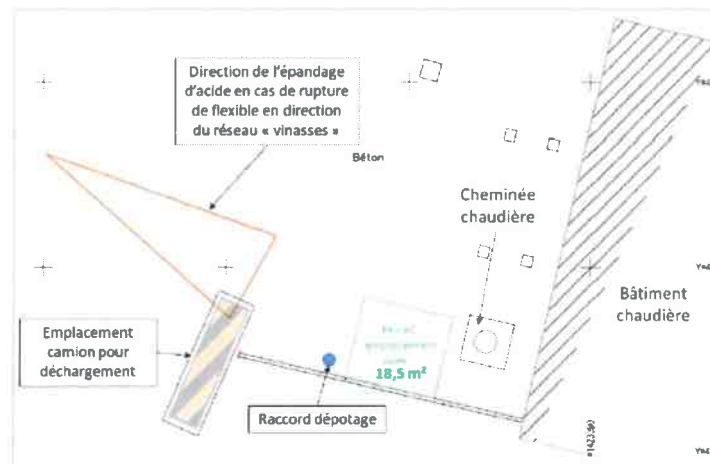 Direction de l'épandage
d'acide en cas de rupture
de flexible en direction
du réseau « vinasses »
Béton
Cheminée
chaudière
Bâtiment
chaudière
Emplacement
camion pour
déchargement
18,5 m²
Raccord dépotage